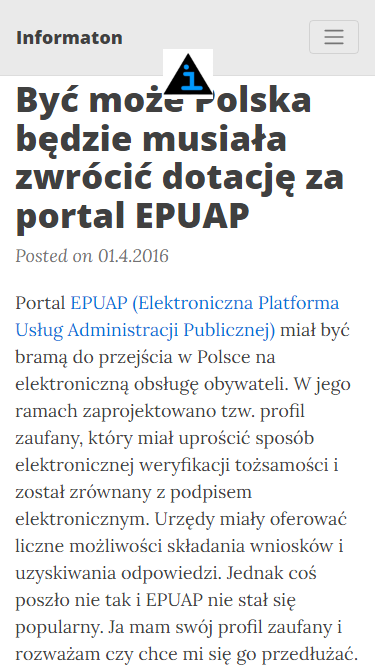 Informaton
i
Być może Polska
będzie musiała
zwrócić dotację za
portal EPUAP
Posted on 01.4.2016
Portal EPUAP (Elektroniczna Platforma
Usług Administracji Publicznej) miał być
bramą do przejścia w Polsce na
elektroniczną obsługę obywateli. W jego
ramach zaprojektowano tzw. profil
zaufany, który miał uprościć sposób
elektronicznej weryfikacji tożsamości i
został zrównany z podpisem
elektronicznym. Urzędy miały oferować
liczne możliwości składania wniosków i
uzyskiwania odpowiedzi. Jednak coś
poszło nie tak i EPUAP nie stał się
popularny. Ja mam swój profil zaufany i
rozważam czy chce mi się go przedłużać.